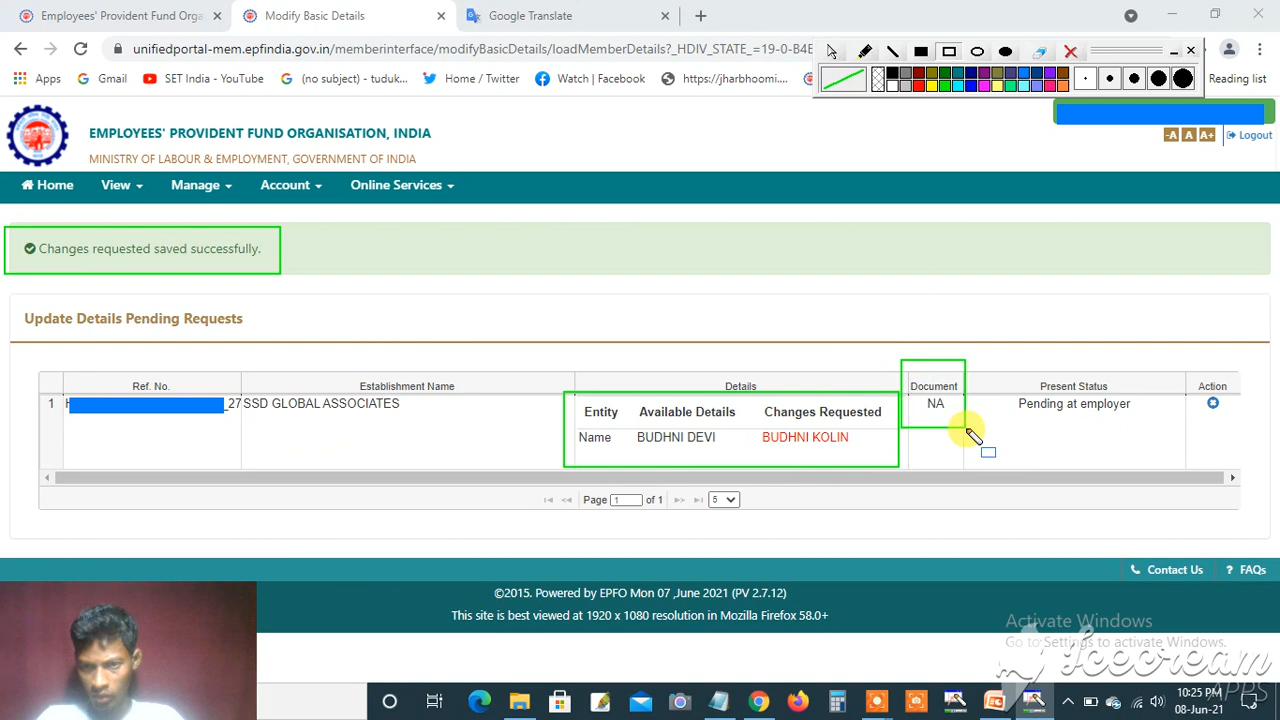 Employees' Provident Fund Orga
Modify Basic Details
Google Translate
unifiedportal-mem.epfindia.gov.in/memberinterface/modifyBasicDetails/loadMemberDetails?_HDIV_STATE_=19-0-B4E
Apps
Gmail
SET India - YouTube
(no subject) - tuduk...
Home / Twitter
Watch | Facebook
https://jharbhoomi....
Reading list
EMPLOYEES' PROVIDENT FUND ORGANISATION, INDIA
MINISTRY OF LABOUR & EMPLOYMENT, GOVERNMENT OF INDIA
-A A A+
Logout
Home View Manage Account Online Services
Changes requested saved successfully.
Update Details Pending Requests
Ref. No. Establishment Name Details Document Present Status Action
1 _27 SSD GLOBAL ASSOCIATES NA Pending at employer
Entity Available Details Changes Requested
Name BUDHNI DEVI BUDHNI KOLIN
Page 1 of 1 5
Contact Us ? FAQs
©2015. Powered by EPFO Mon 07 ,June 2021 (PV 2.7.12)
This site is best viewed at 1920 x 1080 resolution in Mozilla Firefox 58.0+
Activate Windows
Go to Settings to activate Windows.
Icecream
APPS
10:25 PM
08-Jun-21